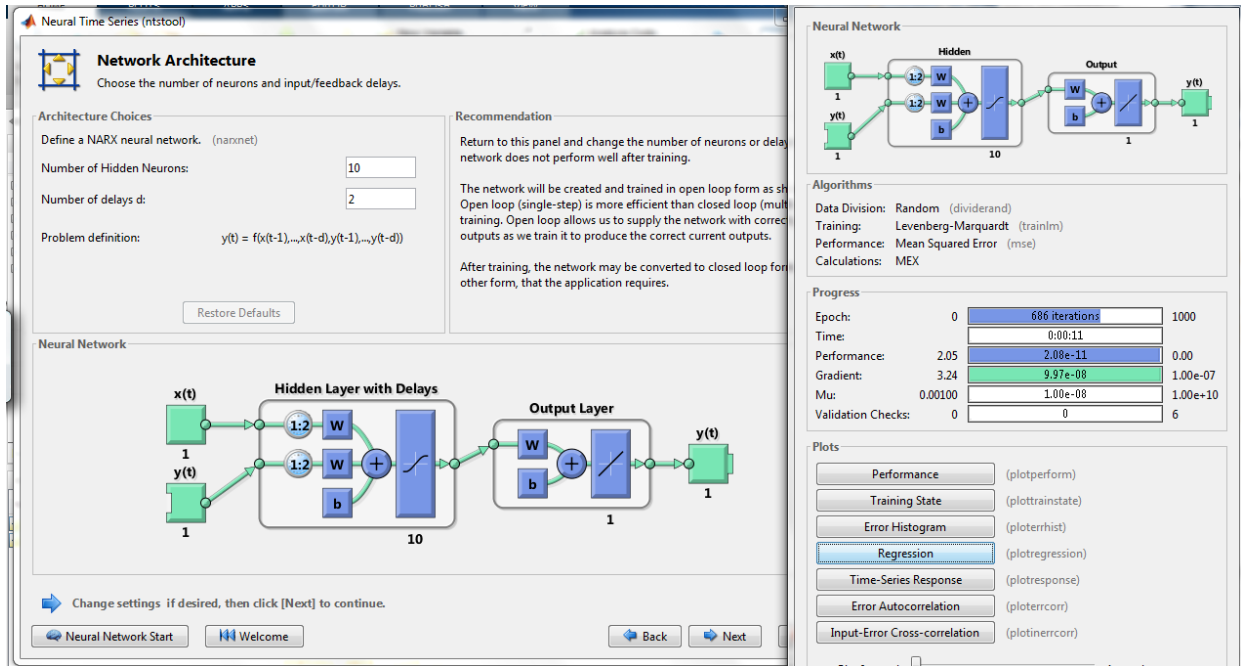 Neural Time Series (ntstool)
Network Architecture
Choose the number of neurons and input/feedback delays.
Architecture Choices
Define a NARX neural network. (narxnet)
Number of Hidden Neurons: 10
Number of delays d: 2
Problem definition: y(t) = f(x(t-1),...,x(t-d),y(t-1),...,y(t-d))
Restore Defaults
Recommendation
Return to this panel and change the number of neurons or delay
network does not perform well after training.
The network will be created and trained in open loop form as sh
Open loop (single-step) is more efficient than closed loop (mult
training. Open loop allows us to supply the network with correc
outputs as we train it to produce the correct current outputs.
After training, the network may be converted to closed loop for
other form, that the application requires.
Neural Network
Hidden Layer with Delays
Output Layer
x(t)
1
y(t)
1
1:2
W
1:2
W
b
10
W
b
1
y(t)
1
Change settings if desired, then click [Next] to continue.
Neural Network Start
Welcome
Back
Next
Neural Network
Hidden
Output
x(t)
1
y(t)
1
1:2
W
1:2
W
b
10
W
b
1
y(t)
1
Algorithms
Data Division: Random (dividerand)
Training: Levenberg-Marquardt (trainlm)
Performance: Mean Squared Error (mse)
Calculations: MEX
Progress
Epoch: 0 686 iterations 1000
Time: 0:00:11
Performance: 2.05 2.08e-11 0.00
Gradient: 3.24 9.97e-08 1.00e-07
Mu: 0.00100 1.00e-08 1.00e+10
Validation Checks: 0 0 6
Plots
Performance (plotperform)
Training State (plottrainstate)
Error Histogram (ploterrhist)
Regression (plotregression)
Time-Series Response (plotresponse)
Error Autocorrelation (ploterrcorr)
Input-Error Cross-correlation (plotinerrcorr)